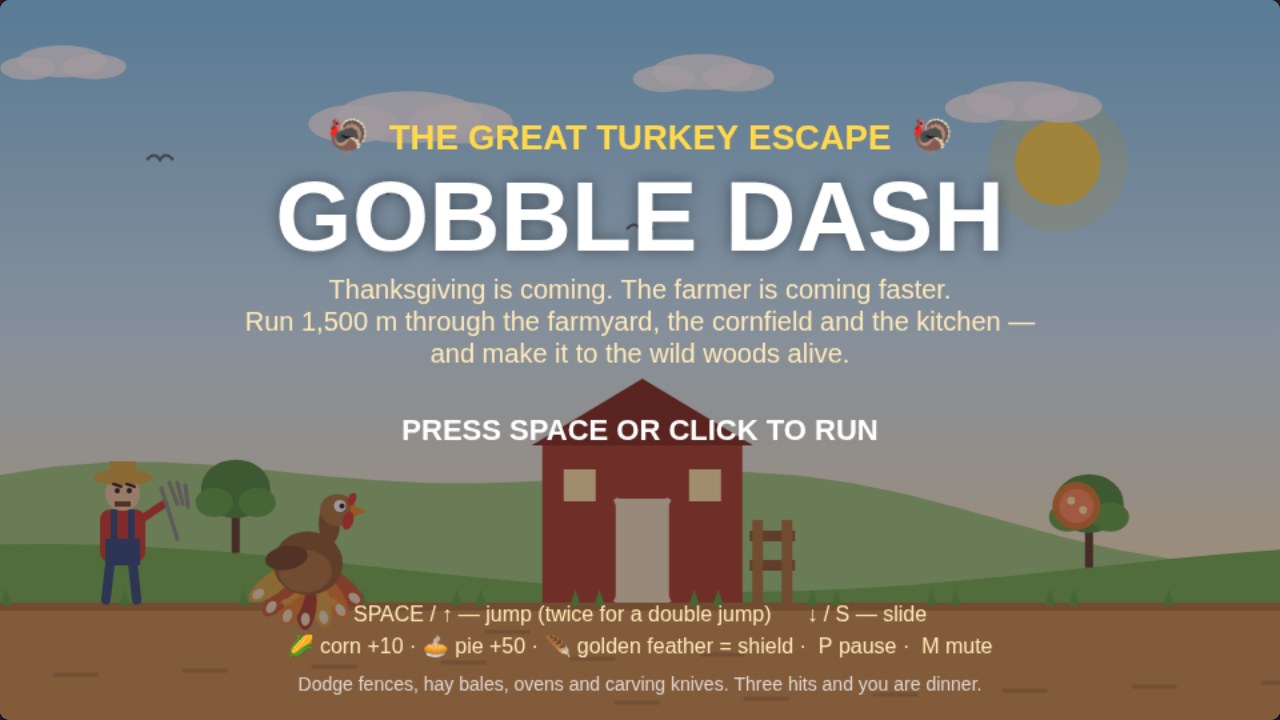 🦃 THE GREAT TURKEY ESCAPE 🦃
GOBBLE DASH
Thanksgiving is coming. The farmer is coming faster.
Run 1,500 m through the farmyard, the cornfield and the kitchen —
and make it to the wild woods alive.
PRESS SPACE OR CLICK TO RUN
SPACE / ↑ — jump (twice for a double jump) ↓ / S — slide
🌽 corn +10 · 🥧 pie +50 · 🪶 golden feather = shield · P pause · M mute
Dodge fences, hay bales, ovens and carving knives. Three hits and you are dinner.